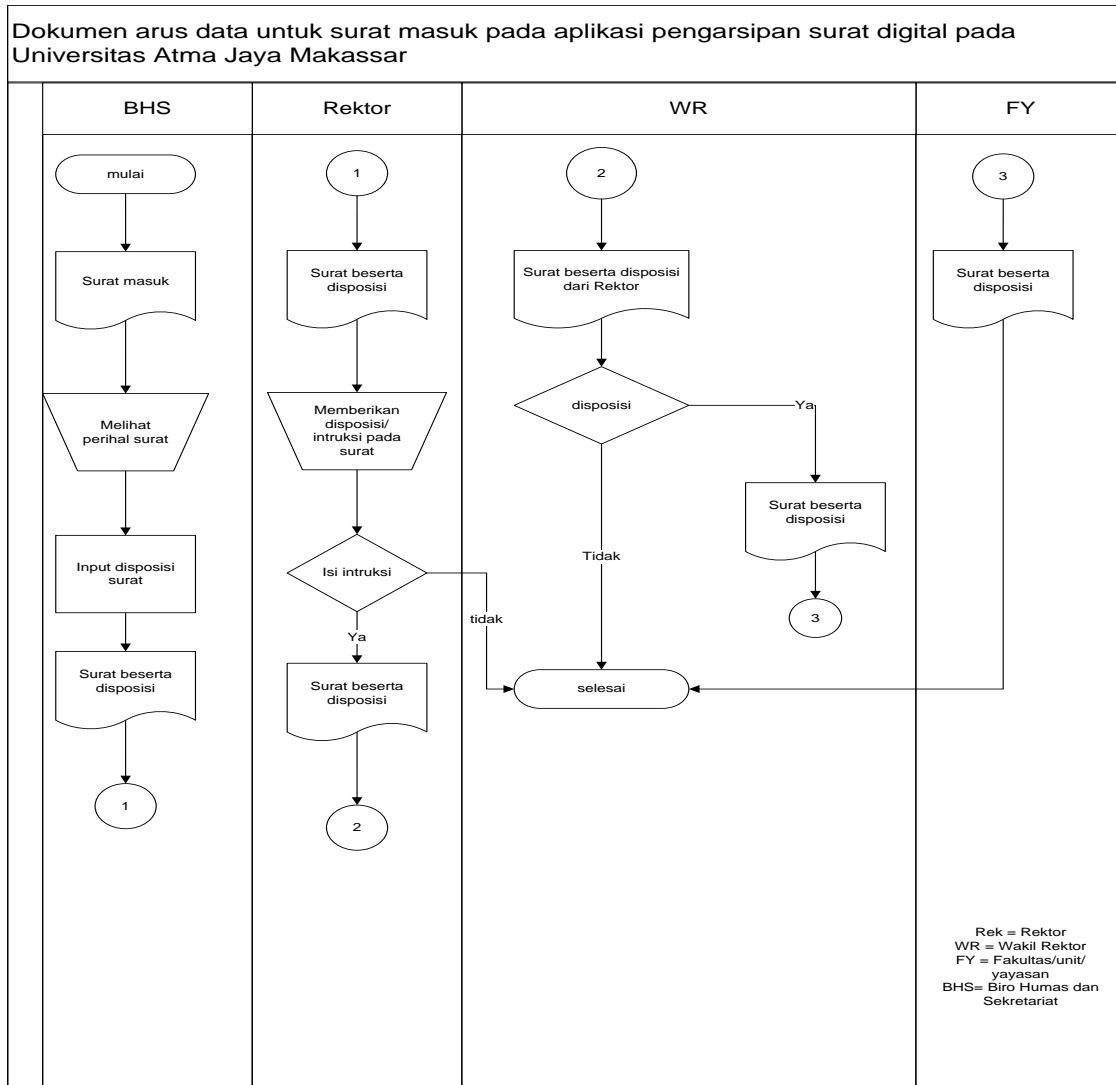 Dokumen arus data untuk surat masuk pada aplikasi pengarsipan surat digital pada
Universitas Atma Jaya Makassar
BHS
Rektor
WR
FY
mulai
Surat masuk
Melihat
perihal surat
Input disposisi
surat
Surat beserta
disposisi
1
1
Surat beserta
disposisi
Memberikan
disposisi/
intruksi pada
surat
Isi intruksi
tidak
Ya
Surat beserta
disposisi
2
2
Surat beserta disposisi
dari Rektor
disposisi
Ya
Tidak
Surat beserta
disposisi
3
selesai
3
Surat beserta
disposisi
Rek = Rektor
WR = Wakil Rektor
FY = Fakultas/unit/
yayasan
BHS= Biro Humas dan
Sekretariat